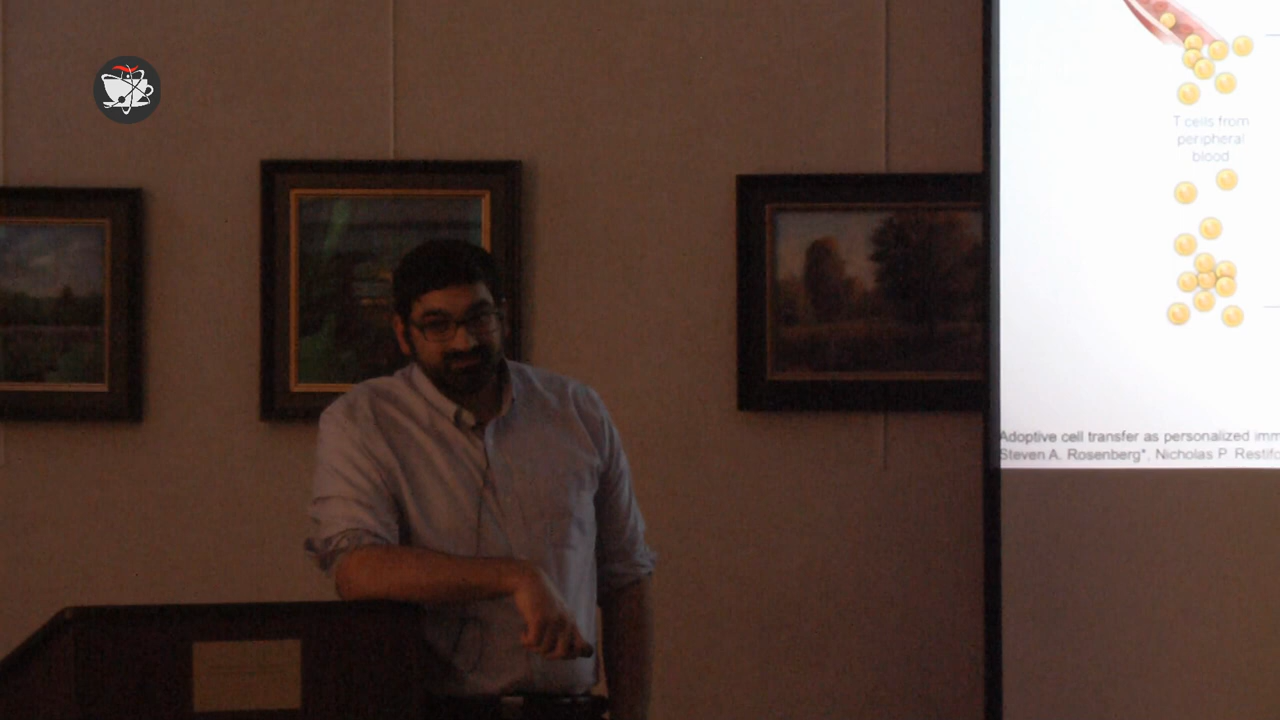 T cells from
peripheral
blood
Adoptive cell transfer as personalized imm
Steven A. Rosenberg*, Nicholas P. Restifo